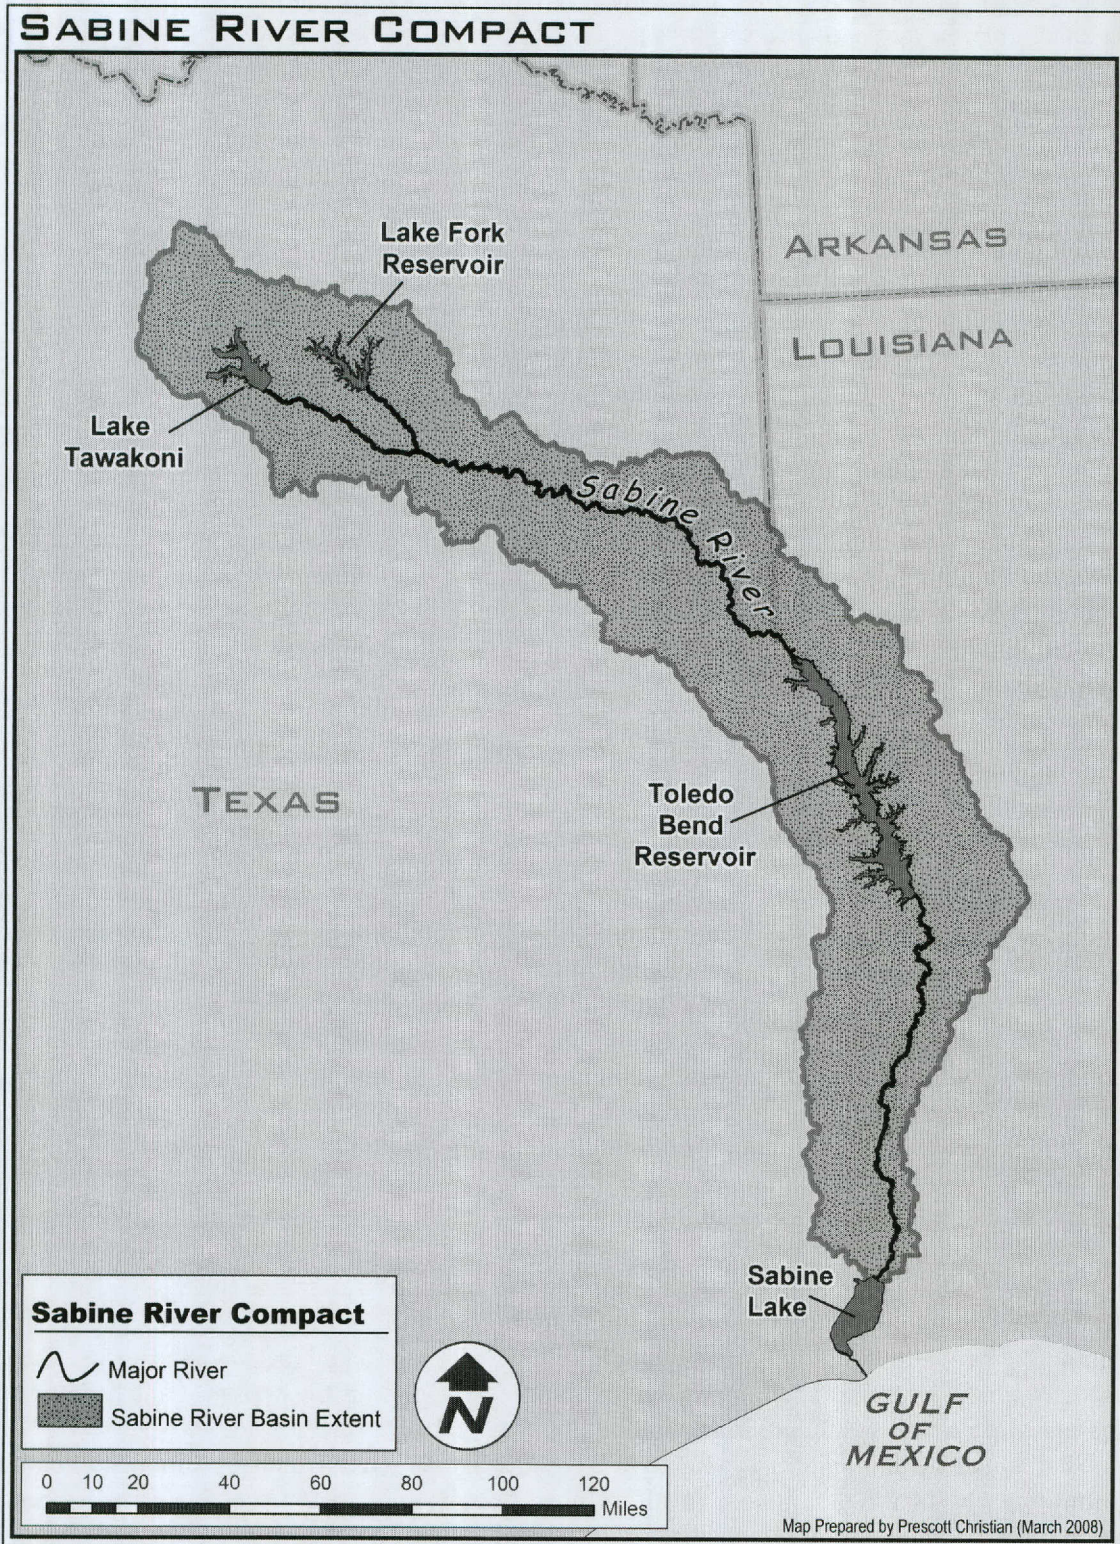 SABINE RIVER COMPACT
Lake Fork
Reservoir
ARKANSAS
LOUISIANA
Lake
Tawakoni
Sabine River
TEXAS
Toledo
Bend
Reservoir
Sabine
Lake
Sabine River Compact
Major River
Sabine River Basin Extent
N
GULF
OF
MEXICO
0 10 20 40 60 80 100 120
Miles
Map Prepared by Prescott Christian (March 2008)